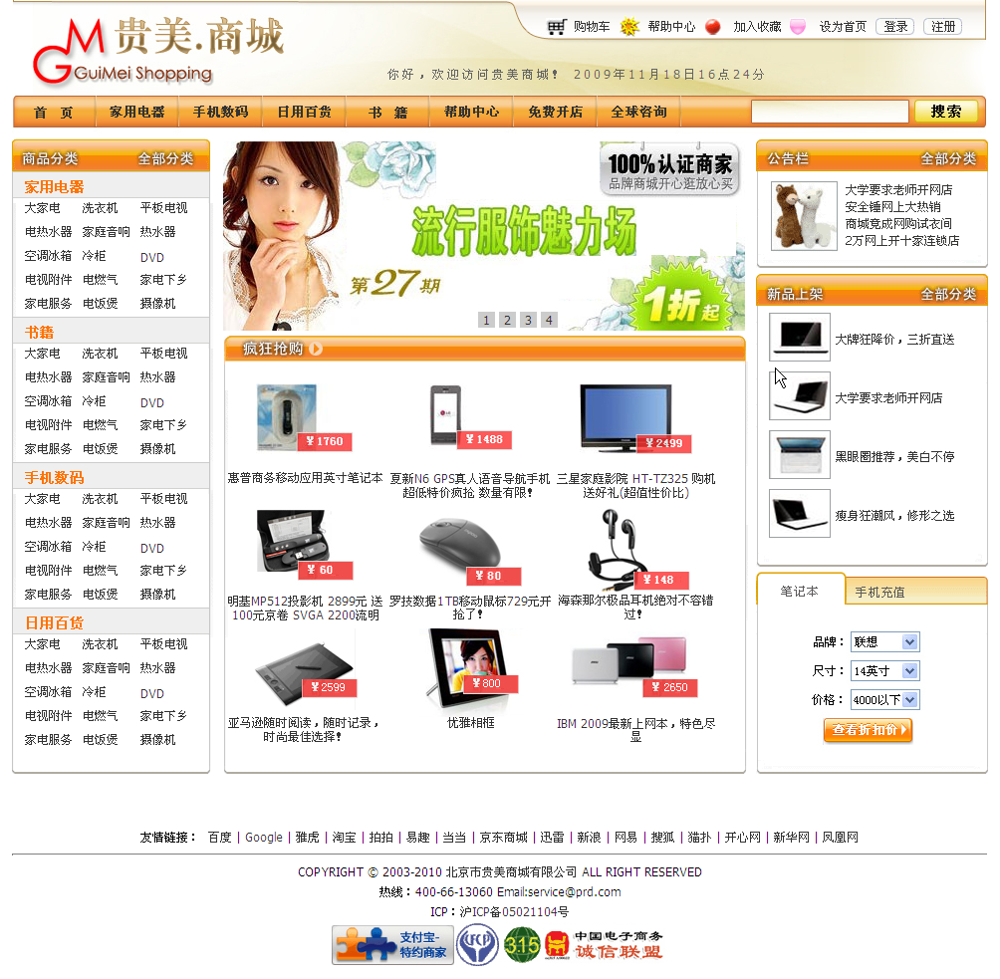 GM 贵美.商城
GuiMei Shopping
购物车 帮助中心 加入收藏 设为首页 登录 注册
你好，欢迎访问贵美商城! 2009年11月18日16点24分
首 页 家用电器 手机数码 日用百货 书 籍 帮助中心 免费开店 全球咨询 搜索
商品分类 全部分类
家用电器
大家电 洗衣机 平板电视
电热水器 家庭音响 热水器
空调冰箱 冷柜 DVD
电视附件 电燃气 家电下乡
家电服务 电饭煲 摄像机
书籍
大家电 洗衣机 平板电视
电热水器 家庭音响 热水器
空调冰箱 冷柜 DVD
电视附件 电燃气 家电下乡
家电服务 电饭煲 摄像机
手机数码
大家电 洗衣机 平板电视
电热水器 家庭音响 热水器
空调冰箱 冷柜 DVD
电视附件 电燃气 家电下乡
家电服务 电饭煲 摄像机
日用百货
大家电 洗衣机 平板电视
电热水器 家庭音响 热水器
空调冰箱 冷柜 DVD
电视附件 电燃气 家电下乡
家电服务 电饭煲 摄像机
100%认证商家
品牌商城开心逛放心买
流行服饰魅力场
第27期
1折起
1 2 3 4
疯狂抢购
¥1760
惠普商务移动应用英寸笔记本
¥1488
夏新N6 GPS真人语音导航手机
超低特价疯抢 数量有限!
¥2499
三星家庭影院 HT-TZ325 购机
送好礼(超值性价比)
¥60
明基MP512投影机 2899元 送
100元京卷 SVGA 2200流明
¥80
罗技数据1TB移动鼠标729元开
抢了!
¥148
海森那尔极品耳机绝对不容错
过!
¥2599
亚马逊随时阅读，随时记录，
时尚最佳选择!
¥800
优雅相框
¥2650
IBM 2009最新上网本，特色尽
显
公告栏 全部分类
大学要求老师开网店
安全锤网上大热销
商城竟成网购试衣间
2万网上开十家连锁店
新品上架 全部分类
大牌狂降价，三折直送
大学要求老师开网店
黑眼圈推荐，美白不停
瘦身狂潮风，修形之选
笔记本 手机充值
品牌： 联想
尺寸： 14英寸
价格： 4000以下
查看折扣价
友情链接： 百度 | Google | 雅虎 | 淘宝 | 拍拍 | 易趣 | 当当 | 京东商城 | 迅雷 | 新浪 | 网易 | 搜狐 | 猫扑 | 开心网 | 新华网 | 凤凰网
COPYRIGHT © 2003-2010 北京市贵美商城有限公司 ALL RIGHT RESERVED
热线：400-66-13060 Email:service@prd.com
ICP：沪ICP备05021104号
支付宝-
特约商家
CFCP
315
中国电子商务
诚信联盟